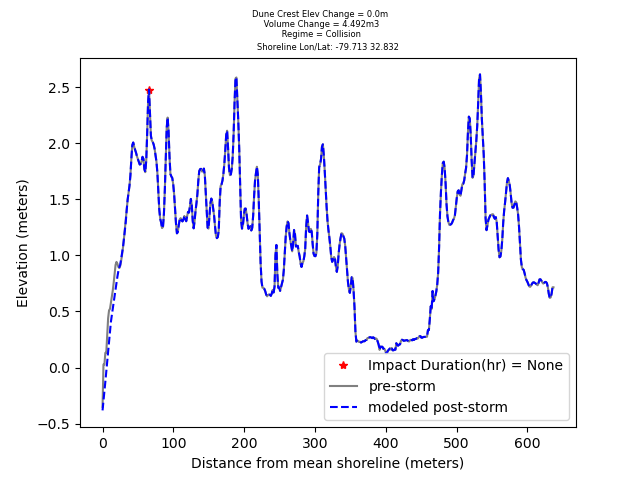 Dune Crest Elev Change = 0.0m
Volume Change = 4.492m3
Regime = Collision
Shoreline Lon/Lat: -79.713 32.832
2.5
2.0
1.5
1.0
0.5
0.0
−0.5
Elevation (meters)
Impact Duration(hr) = None
pre-storm
modeled post-storm
0 100 200 300 400 500 600
Distance from mean shoreline (meters)